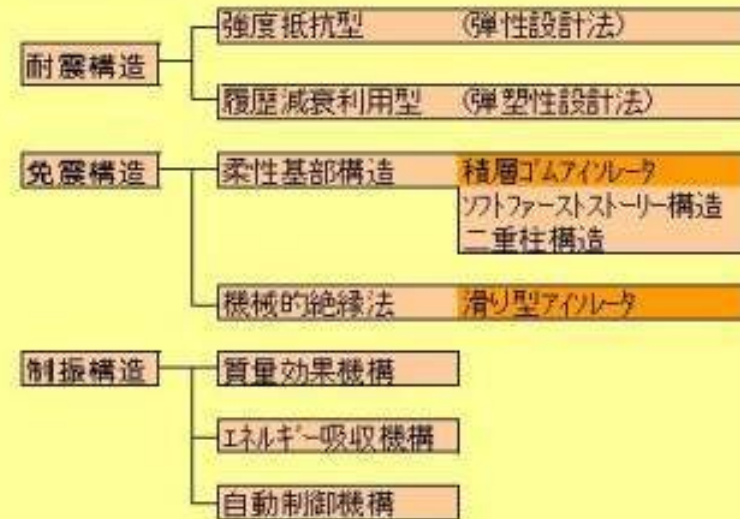 耐震構造
強度抵抗型 (弾性設計法)
履歴減衰利用型 (弾塑性設計法)
免震構造
柔性基部構造 積層ゴムアイソレータ
ソフトファーストストーリー構造
二重柱構造
機械的絶縁法 滑り型アイソレータ
制振構造
質量効果機構
エネルギー吸収機構
自動制御機構